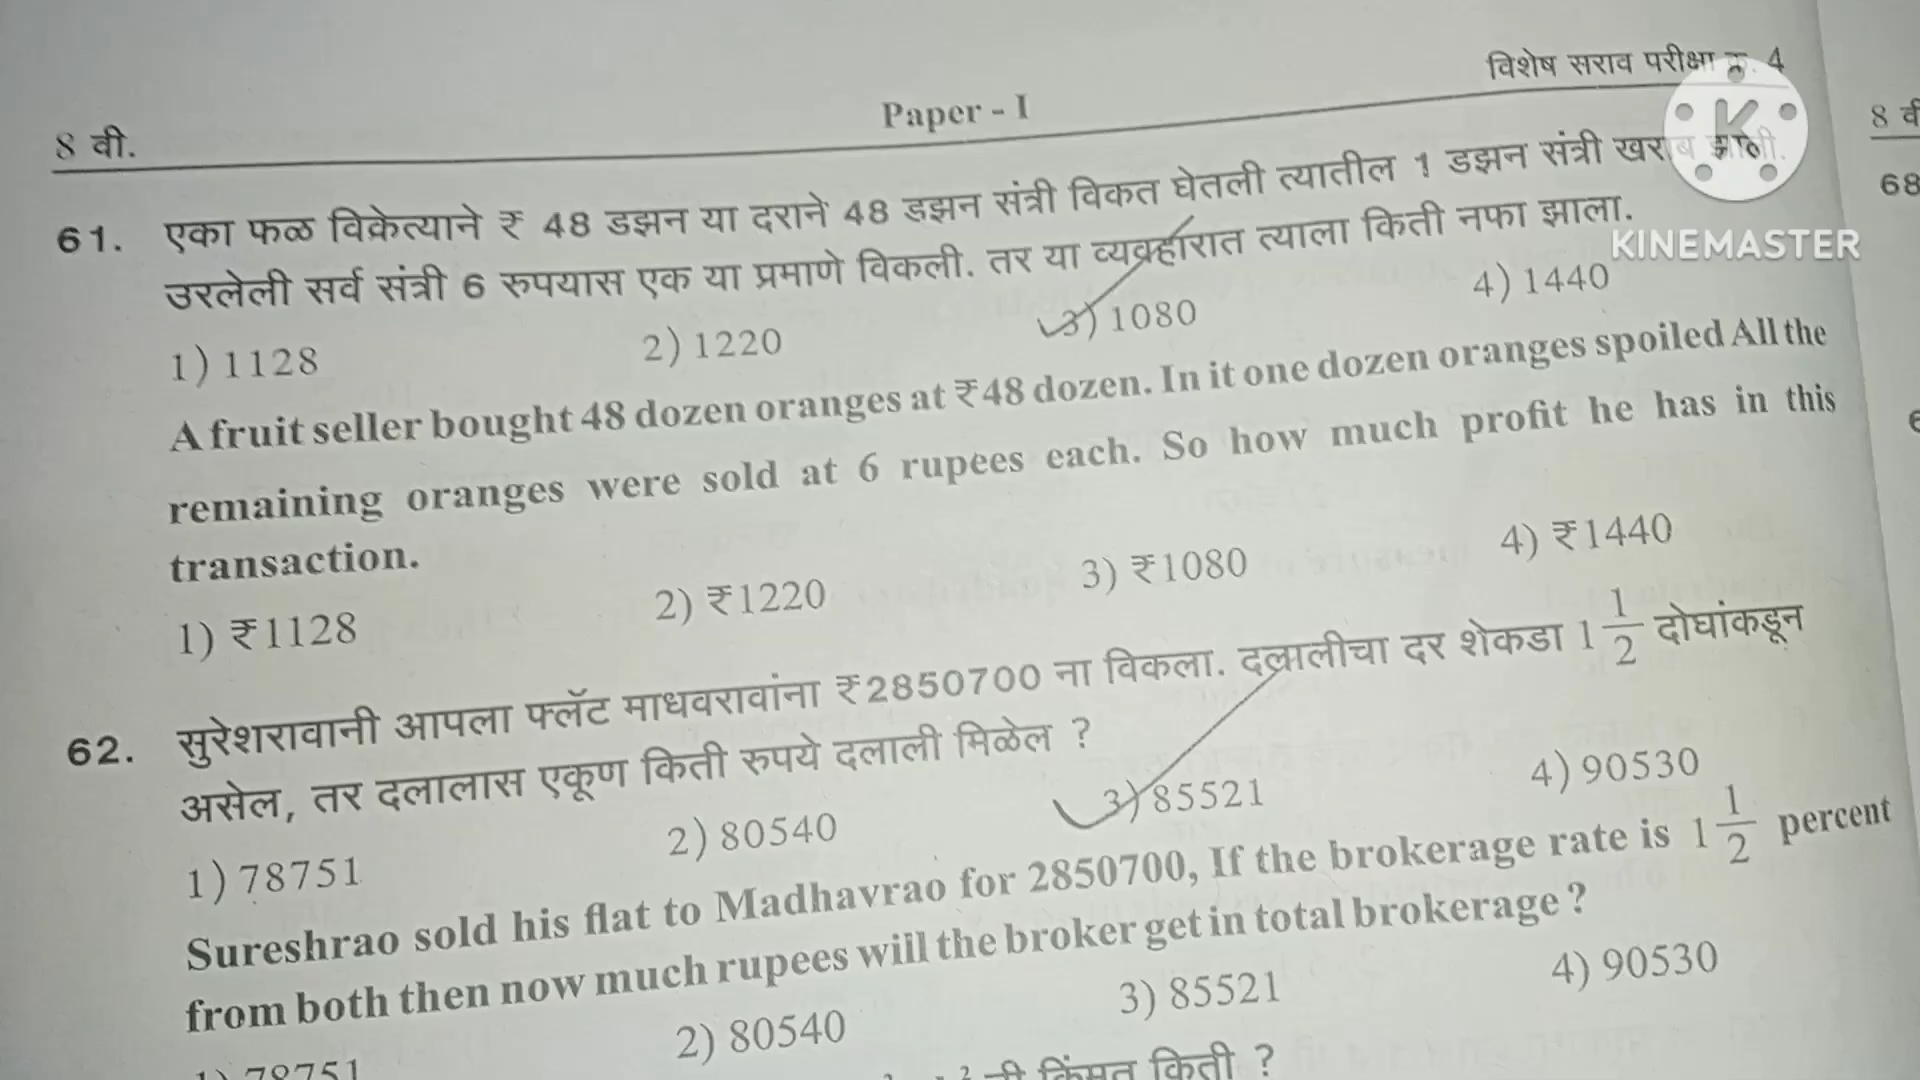 विशेष सराव परीक्षा क्र. 4
8 वी.
Paper - I
61. एका फळ विक्रेत्याने ₹ 48 डझन या दराने 48 डझन संत्री विकत घेतली त्यातील 1 डझन संत्री खराब झाली.
उरलेली सर्व संत्री 6 रुपयास एक या प्रमाणे विकली. तर या व्यवहारात त्याला किती नफा झाला.
KINEMASTER
1) 1128 2) 1220 3) 1080 4) 1440
A fruit seller bought 48 dozen oranges at ₹48 dozen. In it one dozen oranges spoiled All the
remaining oranges were sold at 6 rupees each. So how much profit he has in this
transaction.
1) ₹1128 2) ₹1220 3) ₹1080 4) ₹1440
62. सुरेशरावानी आपला फ्लॅट माधवरावांना ₹2850700 ना विकला. दलालीचा दर शेकडा 1 1/2 दोघांकडून
असेल, तर दलालास एकूण किती रुपये दलाली मिळेल ?
1) 78751 2) 80540 3) 85521 4) 90530
Sureshrao sold his flat to Madhavrao for 2850700, If the brokerage rate is 1 1/2 percent
from both then now much rupees will the broker get in total brokerage ?
1) 78751 2) 80540 3) 85521 4) 90530
ची किंमत किती ?
8 वी
68